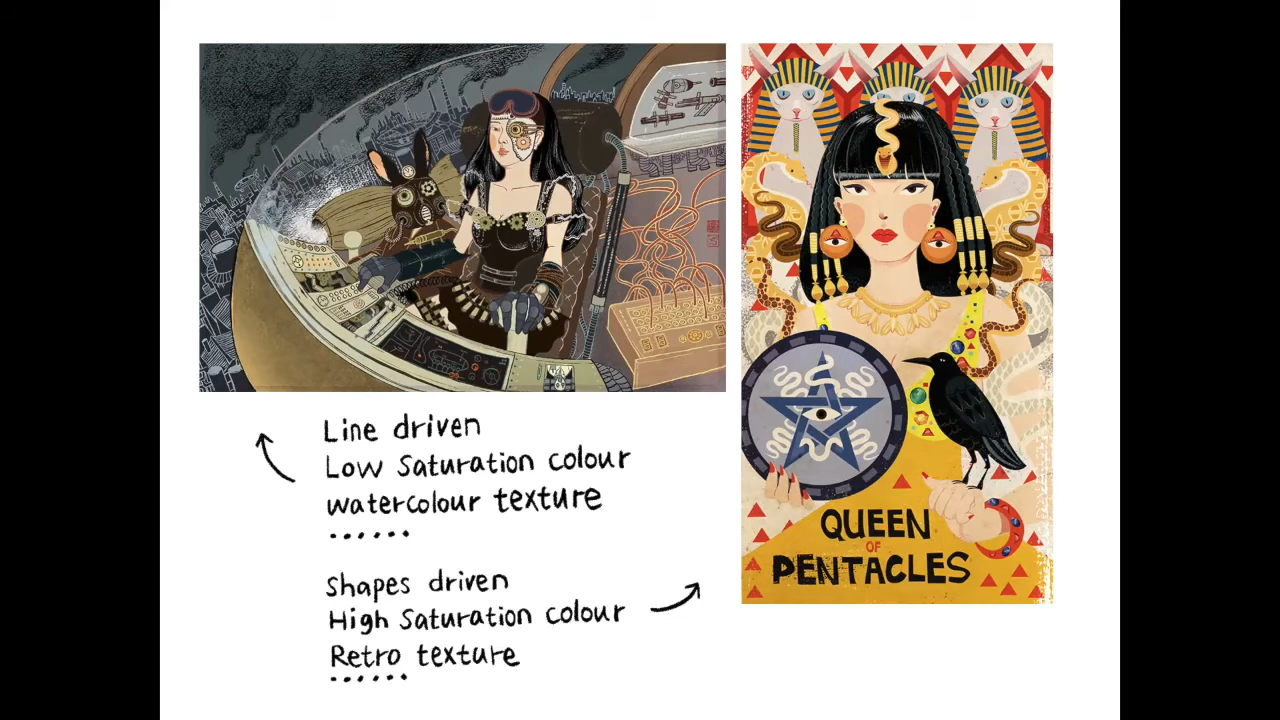 Line driven
Low Saturation colour
watercolour texture
......
Shapes driven
High Saturation colour
Retro texture
......
QUEEN
OF
PENTACLES